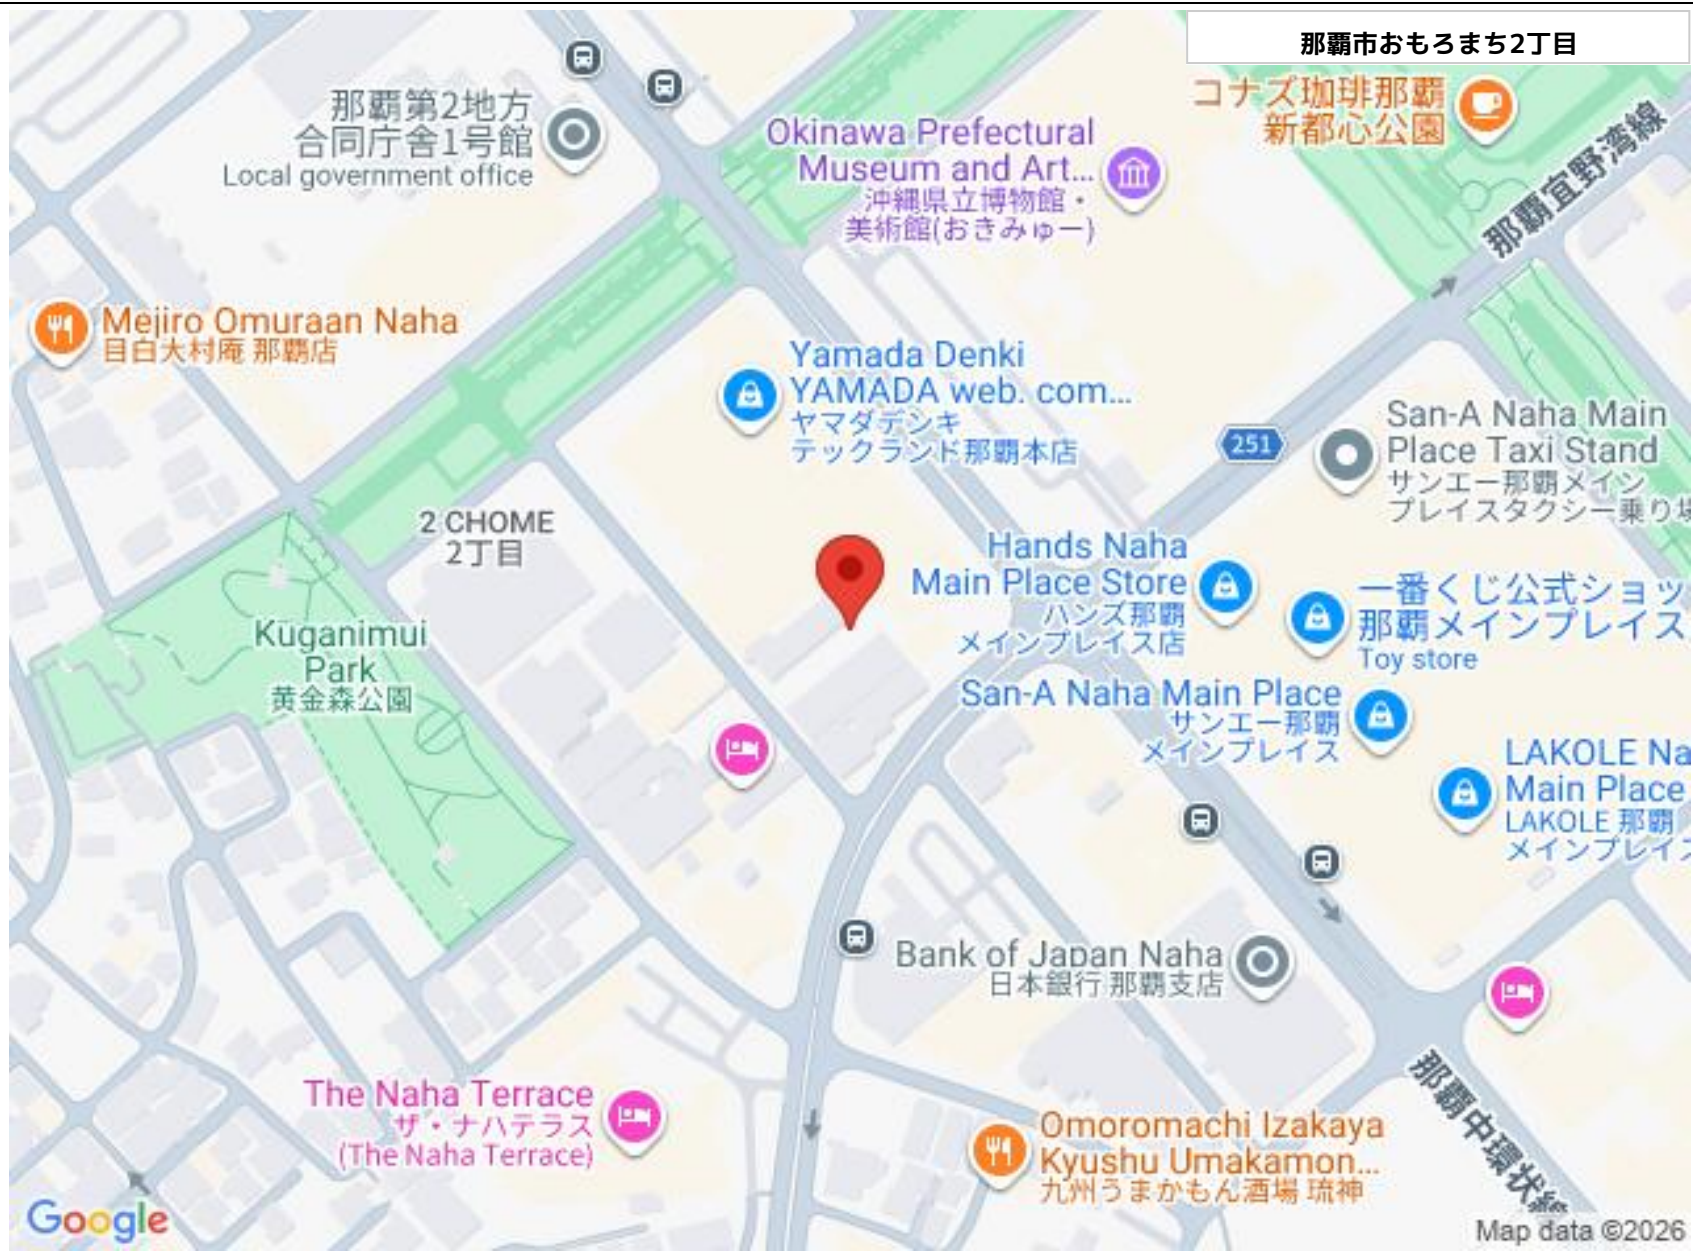 那覇市おもろまち2丁目
コナズ珈琲那覇
新都心公園
那覇第2地方
合同庁舎1号館
Local government office
Okinawa Prefectural
Museum and Art...
沖縄県立博物館・
美術館(おきみゅー)
那覇宜野湾線
Mejiro Omuraan Naha
目白大村庵 那覇店
Yamada Denki
YAMADA web. com...
ヤマダデンキ
テックランド那覇本店
251
San-A Naha Main
Place Taxi Stand
サンエー那覇メイン
プレイスタクシー乗り場
2 CHOME
2丁目
Hands Naha
Main Place Store
ハンズ那覇
メインプレイス店
一番くじ公式ショッ
那覇メインプレイス
Toy store
Kuganimui
Park
黄金森公園
San-A Naha Main Place
サンエー那覇
メインプレイス
LAKOLE Na
Main Place
LAKOLE 那覇
メインプレイス
Bank of Japan Naha
日本銀行 那覇支店
The Naha Terrace
ザ・ナハテラス
(The Naha Terrace)
Omoromachi Izakaya
Kyushu Umakamon...
九州うまかもん酒場 琉神
那覇中環状線
Google
Map data ©2026